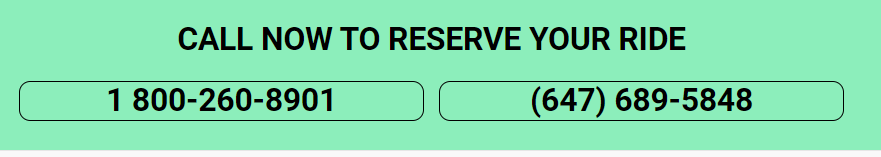 CALL NOW TO RESERVE YOUR RIDE
1 800-260-8901
(647) 689-5848